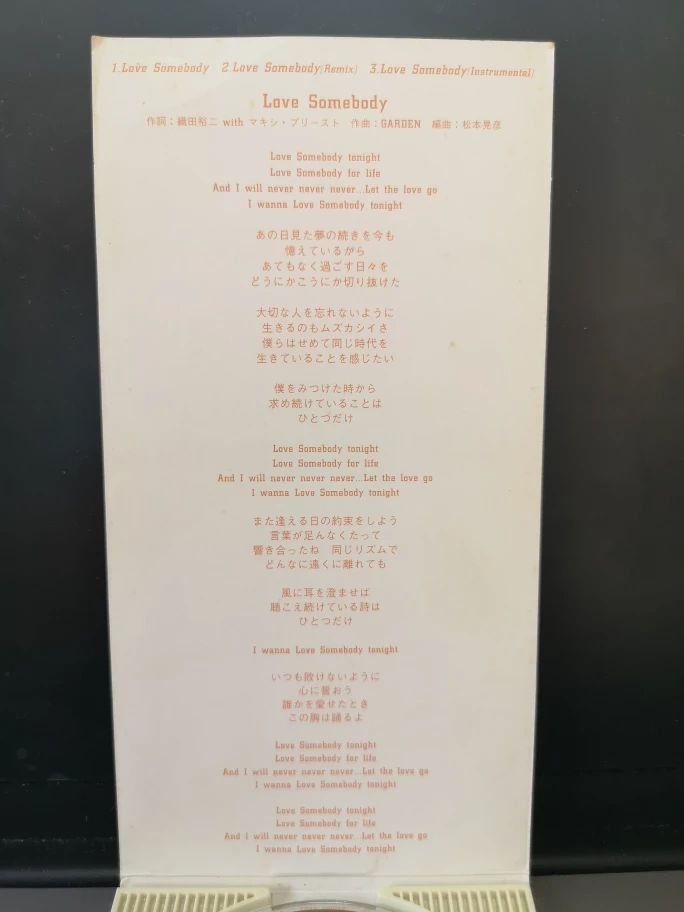 1.Love Somebody 2.Love Somebody(Remix) 3.Love Somebody(Instrumental)
Love Somebody
作詞：織田裕二 with マキシ・プリースト 作曲：GARDEN 編曲：松本晃彦
Love Somebody tonight
Love Somebody for life
And I will never never never...Let the love go
I wanna Love Somebody tonight
あの日見た夢の続きを今も
憶えているがら
あてもなく過ごす日々を
どうにかこうにか切り抜けた
大切な人を忘れないように
生きるのもムズカシイさ
僕らはせめて同じ時代を
生きていることを感じたい
僕をみつけた時から
求め続けていることは
ひとつだけ
Love Somebody tonight
Love Somebody for life
And I will never never never...Let the love go
I wanna Love Somebody tonight
また逢える日の約束をしよう
言葉が足んなくたって
響き合ったね 同じリズムで
どんなに遠くに離れても
風に耳を澄ませば
聴こえ続けている詩は
ひとつだけ
I wanna Love Somebody tonight
いつも敗けないように
心に誓おう
誰かを愛せたとき
この胸は踊るよ
Love Somebody tonight
Love Somebody for life
And I will never never never...Let the love go
I wanna Love Somebody tonight
Love Somebody tonight
Love Somebody for life
And I will never never never...Let the love go
I wanna Love Somebody tonight